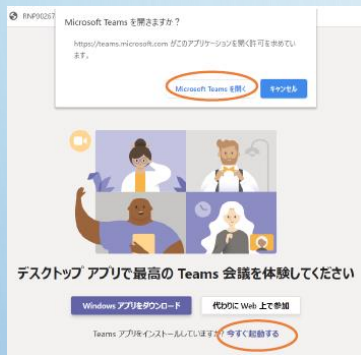 RNP90267
Microsoft Teams を開きますか？
https://teams.microsoft.com がこのアプリケーションを開く許可を求めてい
ます。
Microsoft Teams を開く
キャンセル
デスクトップ アプリで最高の Teams 会議を体験してください
Windows アプリをダウンロード
代わりに Web 上で参加
Teams アプリをインストールしていますか? 今すぐ起動する